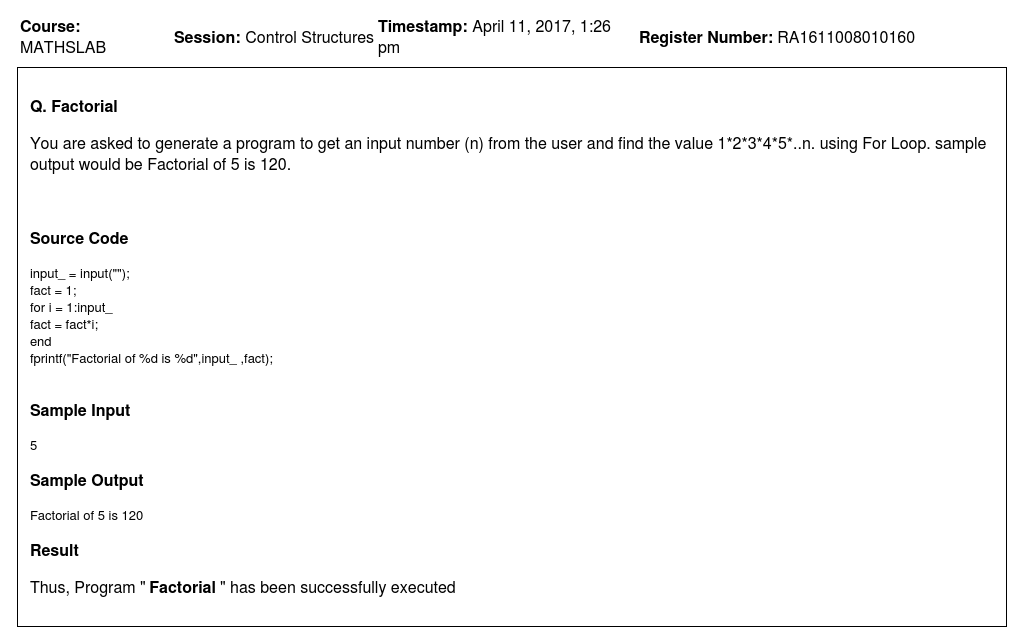 Course:
MATHSLAB
Session: Control Structures
Timestamp: April 11, 2017, 1:26
pm
Register Number: RA1611008010160
Q. Factorial
You are asked to generate a program to get an input number (n) from the user and find the value 1*2*3*4*5*..n. using For Loop. sample
output would be Factorial of 5 is 120.
Source Code
input_ = input("");
fact = 1;
for i = 1:input_
fact = fact*i;
end
fprintf("Factorial of %d is %d",input_ ,fact);
Sample Input
5
Sample Output
Factorial of 5 is 120
Result
Thus, Program " Factorial " has been successfully executed